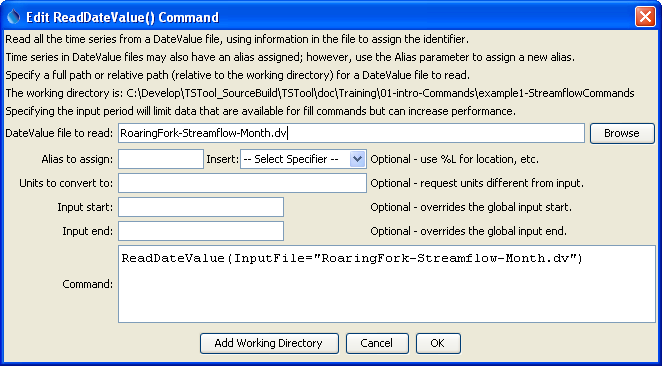 Edit ReadDateValue() Command
Read all the time series from a DateValue file, using information in the file to assign the identifier.
Time series in DateValue files may also have an alias assigned; however, use the Alias parameter to assign a new alias.
Specify a full path or relative path (relative to the working directory) for a DateValue file to read.
The working directory is: C:\Develop\TSTool_SourceBuild\TSTool\doc\Training\01-intro-Commands\example1-StreamflowCommands
Specifying the input period will limit data that are available for fill commands but can increase performance.
DateValue file to read: RoaringFork-Streamflow-Month.dv Browse
Alias to assign: Insert: -- Select Specifier -- Optional - use %L for location, etc.
Units to convert to: Optional - request units different from input.
Input start: Optional - overrides the global input start.
Input end: Optional - overrides the global input end.
Command: ReadDateValue(InputFile="RoaringFork-Streamflow-Month.dv")
Add Working Directory Cancel OK